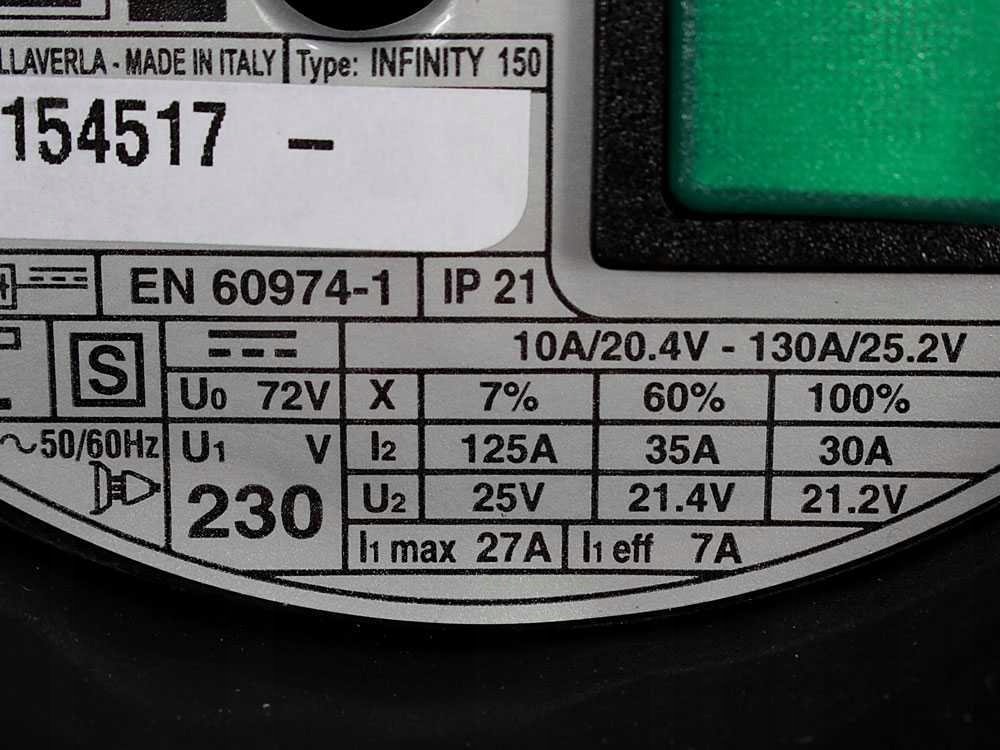 LLAVERLA - MADE IN ITALY Type: INFINITY 150
154517 –
EN 60974-1 IP 21
S 10A/20.4V - 130A/25.2V
U0 72V X 7% 60% 100%
~50/60Hz U1 V I2 125A 35A 30A
230 U2 25V 21.4V 21.2V
I1 max 27A I1 eff 7A